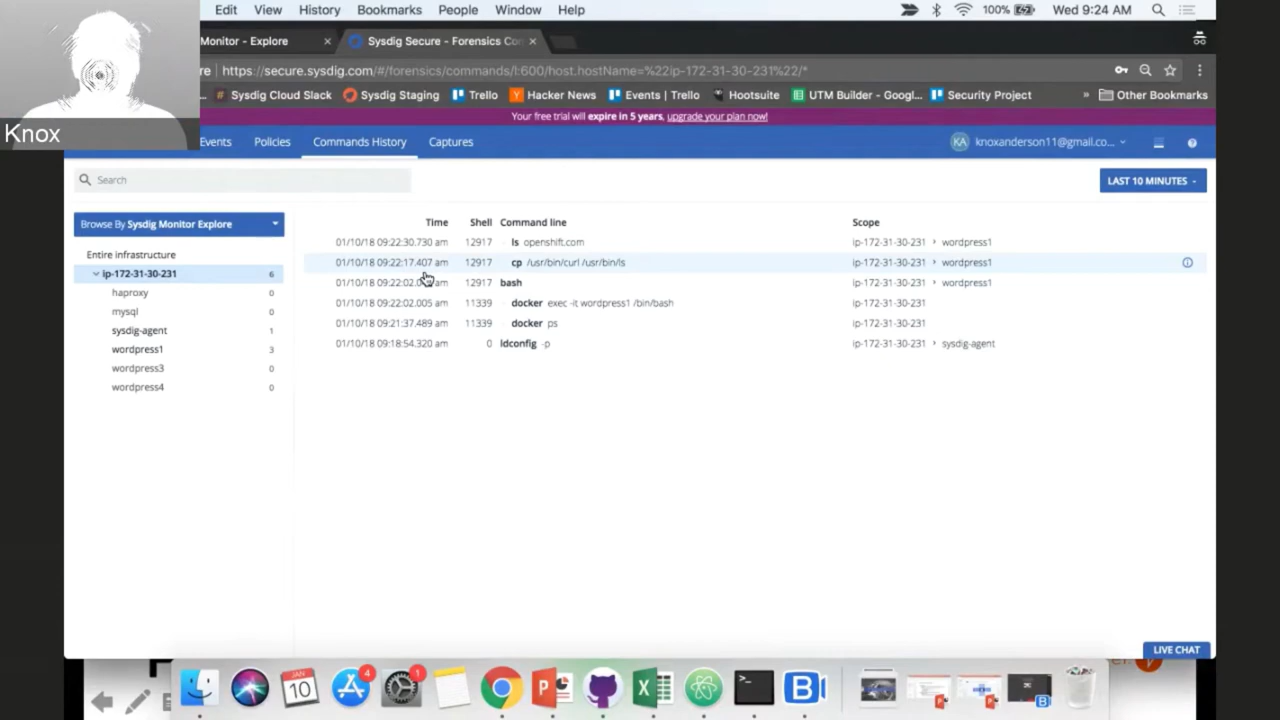 Edit View History Bookmarks People Window Help 100% Wed 9:24 AM
Knox
Monitor - Explore × Sysdig Secure - Forensics Co ×
re https://secure.sysdig.com/#/forensics/commands/l:600/host.hostName=%22ip-172-31-30-231%22/*
Sysdig Cloud Slack Sysdig Staging Trello Hacker News Events | Trello Hootsuite UTM Builder - Googl... Security Project » Other Bookmarks
Your free trial will expire in 5 years, upgrade your plan now!
Events Policies Commands History Captures KA knoxanderson11@gmail.co...
Search LAST 10 MINUTES
Browse By Sysdig Monitor Explore
Entire infrastructure
ip-172-31-30-231 6
haproxy 0
mysql 0
sysdig-agent 1
wordpress1 3
wordpress3 0
wordpress4 0
Time Shell Command line Scope
01/10/18 09:22:30.730 am 12917 ls openshift.com ip-172-31-30-231 › wordpress1
01/10/18 09:22:17.407 am 12917 cp /usr/bin/curl /usr/bin/ls ip-172-31-30-231 › wordpress1
01/10/18 am 12917 bash ip-172-31-30-231 › wordpress1
01/10/18 09:22:02.005 am 11339 docker exec -it wordpress1 /bin/bash ip-172-31-30-231
01/10/18 09:21:37.489 am 11339 docker ps ip-172-31-30-231
01/10/18 09:18:54.320 am 0 ldconfig -p ip-172-31-30-231 › sysdig-agent
LIVE CHAT
JAN
10
4
1